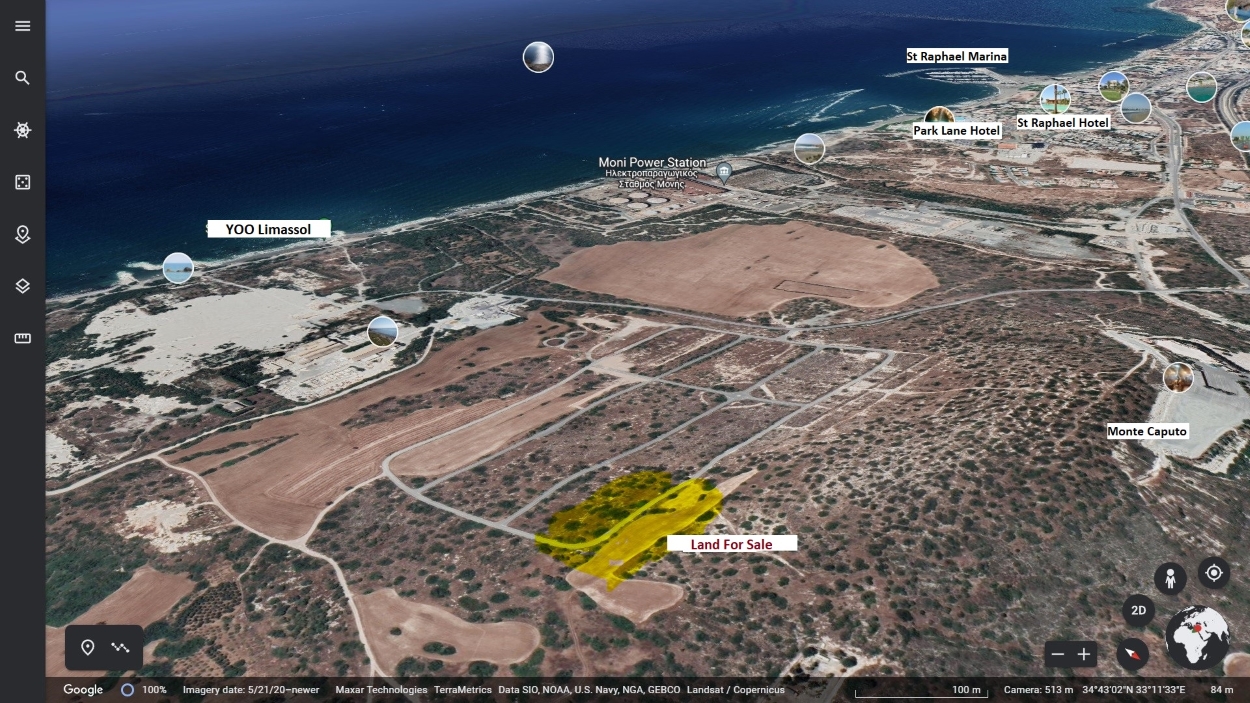 St Raphael Marina
St Raphael Hotel
Park Lane Hotel
Moni Power Station
Ηλεκτροπαραγωγικός
Σταθμός Μονής
YOO Limassol
Monte Caputo
Land For Sale
2D
Google
100%
Imagery date: 5/21/20–newer
Maxar Technologies TerraMetrics Data SIO, NOAA, U.S. Navy, NGA, GEBCO Landsat / Copernicus
100 m
Camera: 513 m 34°43'02"N 33°11'33"E
84 m